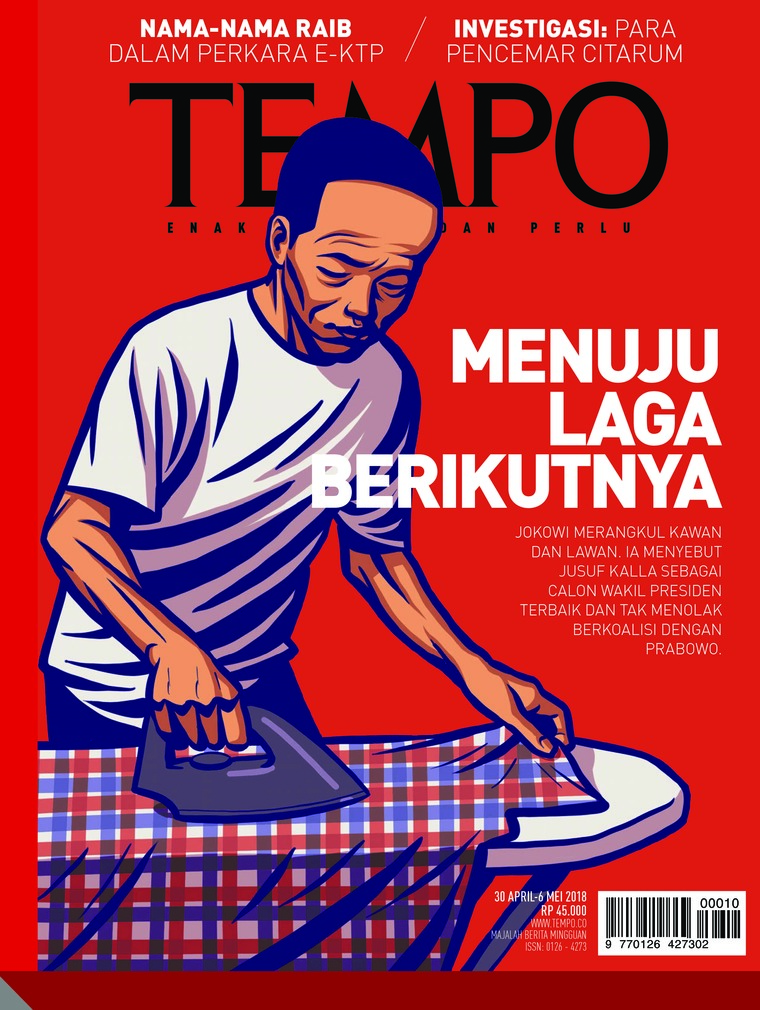 NAMA-NAMA RAIB
DALAM PERKARA E-KTP
INVESTIGASI: PARA
PENCEMAR CITARUM
TEMPO
ENAK DAN PERLU
MENUJU
LAGA
BERIKUTNYA
JOKOWI MERANGKUL KAWAN
DAN LAWAN. IA MENYEBUT
JUSUF KALLA SEBAGAI
CALON WAKIL PRESIDEN
TERBAIK DAN TAK MENOLAK
BERKOALISI DENGAN
PRABOWO.
30 APRIL-6 MEI 2018
RP 45.000
WWW.TEMPO.CO
MAJALAH BERITA MINGGUAN
ISSN: 0126 - 4273
00010
9 770126 427302